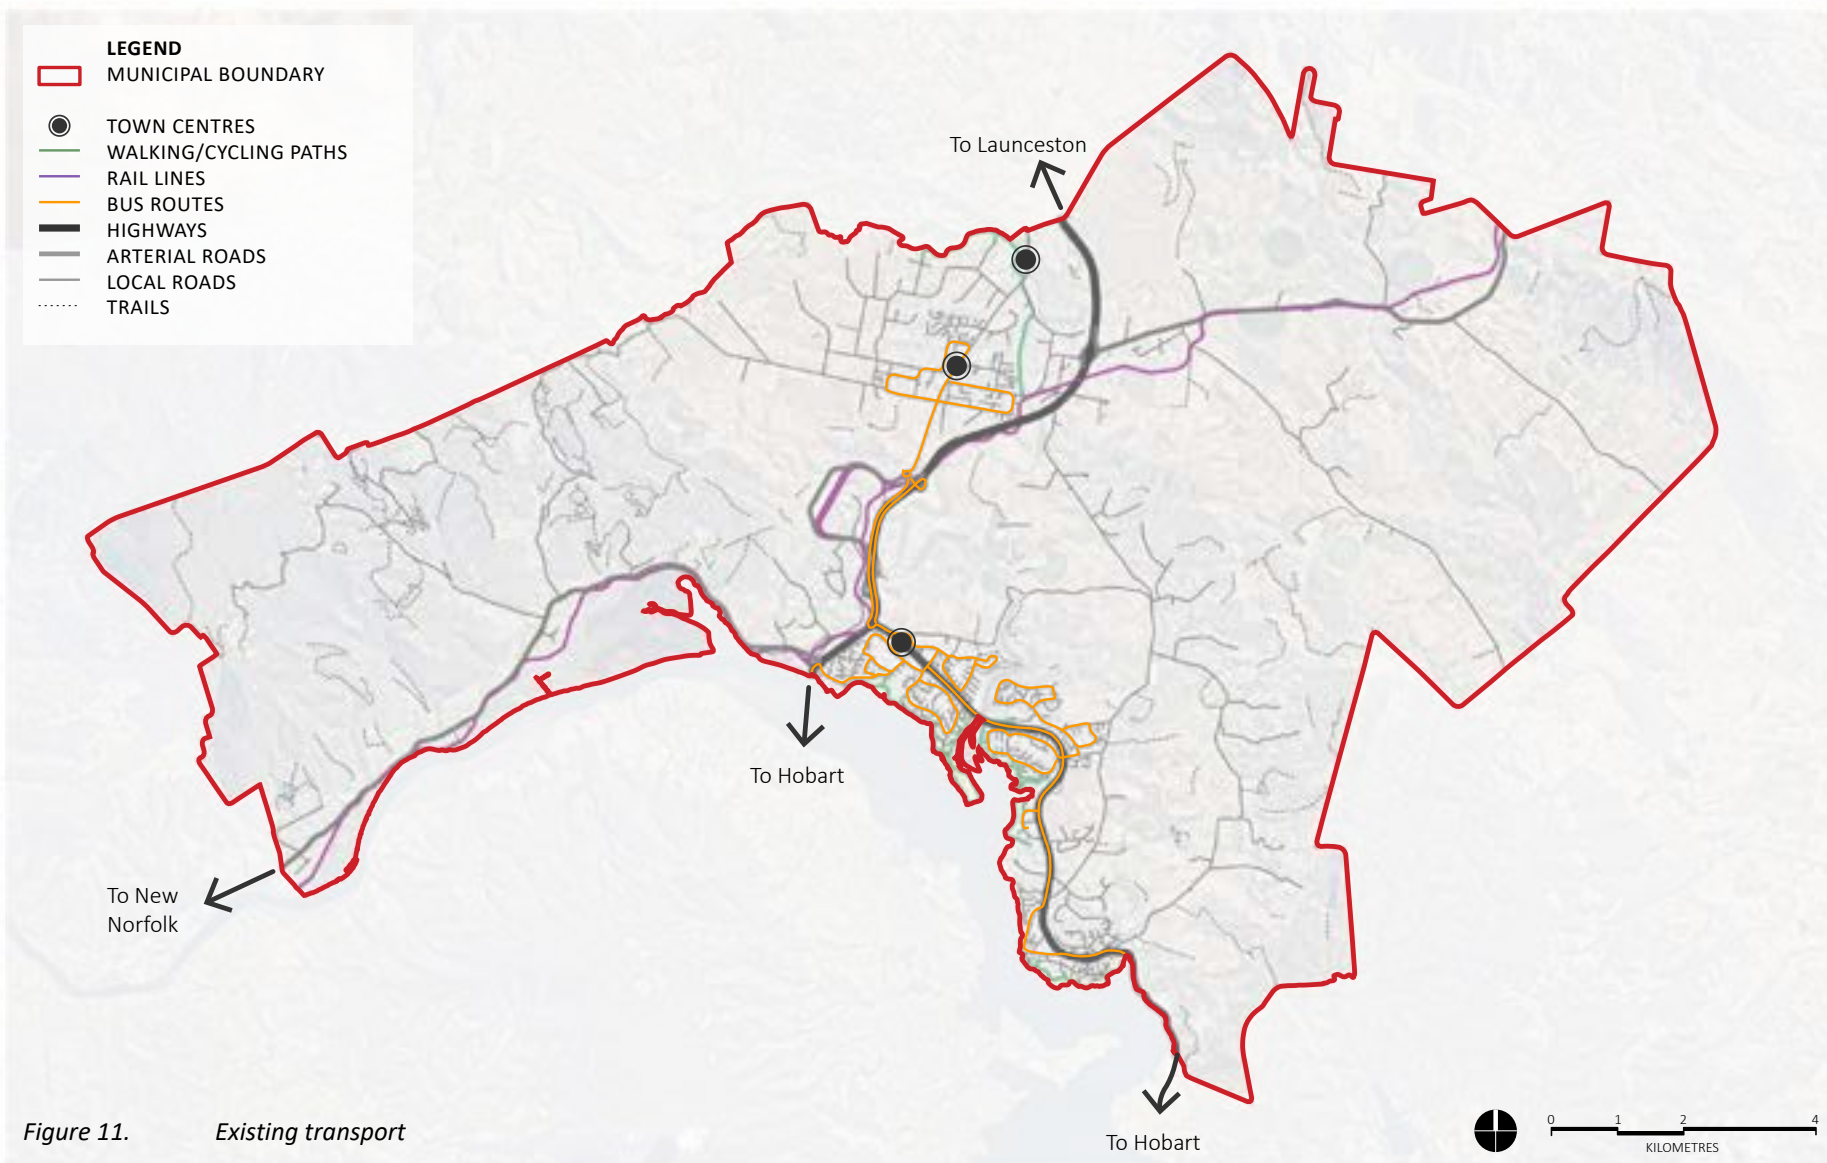 LEGEND
MUNICIPAL BOUNDARY
TOWN CENTRES
WALKING/CYCLING PATHS
RAIL LINES
BUS ROUTES
HIGHWAYS
ARTERIAL ROADS
LOCAL ROADS
TRAILS
To Launceston
To Hobart
To New
Norfolk
To Hobart
Figure 11. Existing transport
0 1 2 4
KILOMETRES